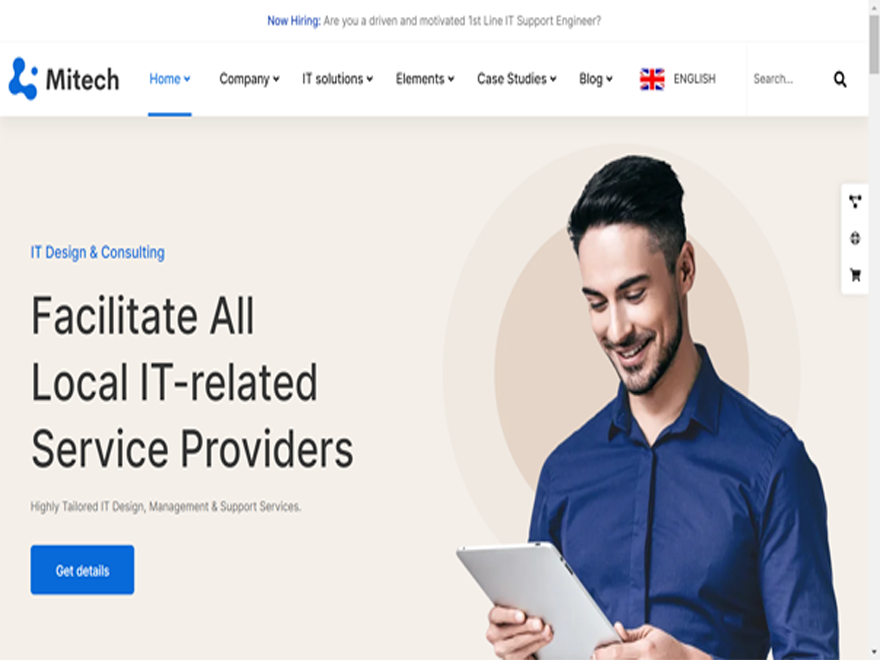 Now Hiring: Are you a driven and motivated 1st Line IT Support Engineer?
Mitech Home Company IT solutions Elements Case Studies Blog ENGLISH Search...
IT Design & Consulting
Facilitate All
Local IT-related
Service Providers
Highly Tailored IT Design, Management & Support Services.
Get details